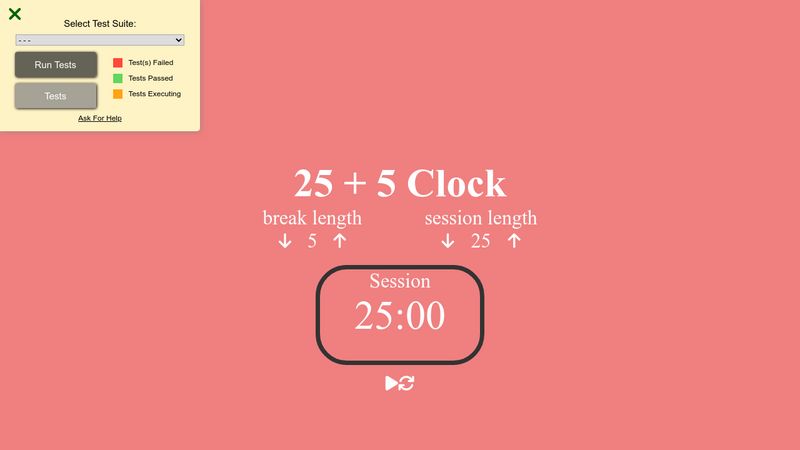 Select Test Suite:
- - -
Run Tests
Test(s) Failed
Tests Passed
Tests
Tests Executing
Ask For Help
25 + 5 Clock
break length
session length
5
25
Session
25:00